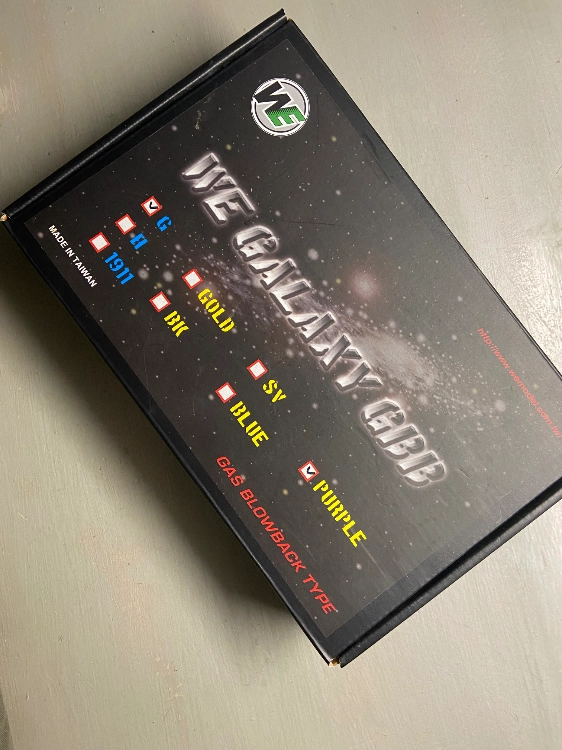 WE
WE GALAXY GBB
G
H
1911
MADE IN TAIWAN
GOLD
BK
SV
BLUE
PURPLE
GAS BLOWBACK TYPE